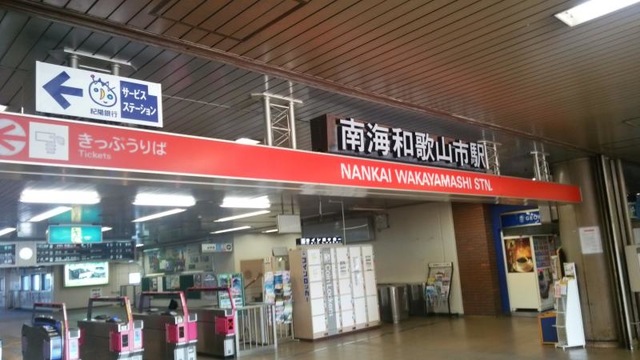 サービス
ステーション
紀陽銀行
きっぷうりば
Tickets
南海和歌山市駅
NANKAI WAKAYAMASHI STN.